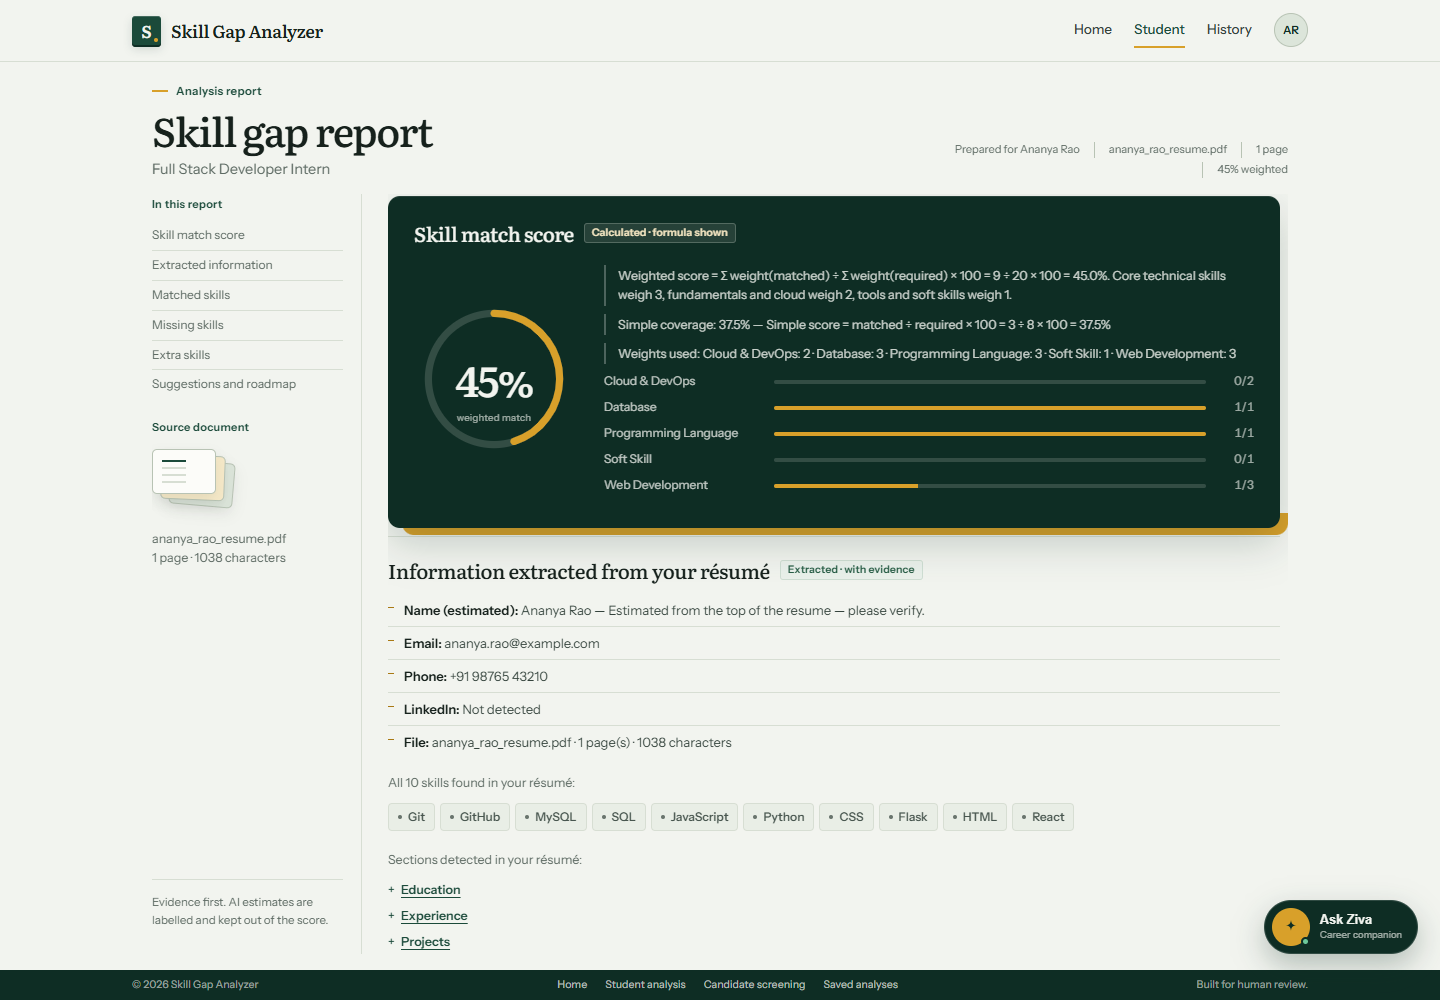 S.
Skill Gap Analyzer
Home
Student
History
AR
Analysis report
Skill gap report
Full Stack Developer Intern
Prepared for Ananya Rao
ananya_rao_resume.pdf
1 page
45% weighted
In this report
Skill match score
Extracted information
Matched skills
Missing skills
Extra skills
Suggestions and roadmap
Source document
ananya_rao_resume.pdf
1 page · 1038 characters
Evidence first. AI estimates are
labelled and kept out of the score.
Skill match score
Calculated · formula shown
45%
weighted match
Weighted score = Σ weight(matched) ÷ Σ weight(required) × 100 = 9 ÷ 20 × 100 = 45.0%. Core technical skills
weigh 3, fundamentals and cloud weigh 2, tools and soft skills weigh 1.
Simple coverage: 37.5% — Simple score = matched ÷ required × 100 = 3 ÷ 8 × 100 = 37.5%
Weights used: Cloud & DevOps: 2 · Database: 3 · Programming Language: 3 · Soft Skill: 1 · Web Development: 3
Cloud & DevOps 0/2
Database 1/1
Programming Language 1/1
Soft Skill 0/1
Web Development 1/3
Information extracted from your résumé
Extracted · with evidence
Name (estimated): Ananya Rao — Estimated from the top of the resume — please verify.
Email: ananya.rao@example.com
Phone: +91 98765 43210
LinkedIn: Not detected
File: ananya_rao_resume.pdf · 1 page(s) · 1038 characters
All 10 skills found in your résumé:
• Git • GitHub • MySQL • SQL • JavaScript • Python • CSS • Flask • HTML • React
Sections detected in your résumé:
+ Education
+ Experience
+ Projects
Ask Ziva
Career companion
© 2026 Skill Gap Analyzer
Home
Student analysis
Candidate screening
Saved analyses
Built for human review.